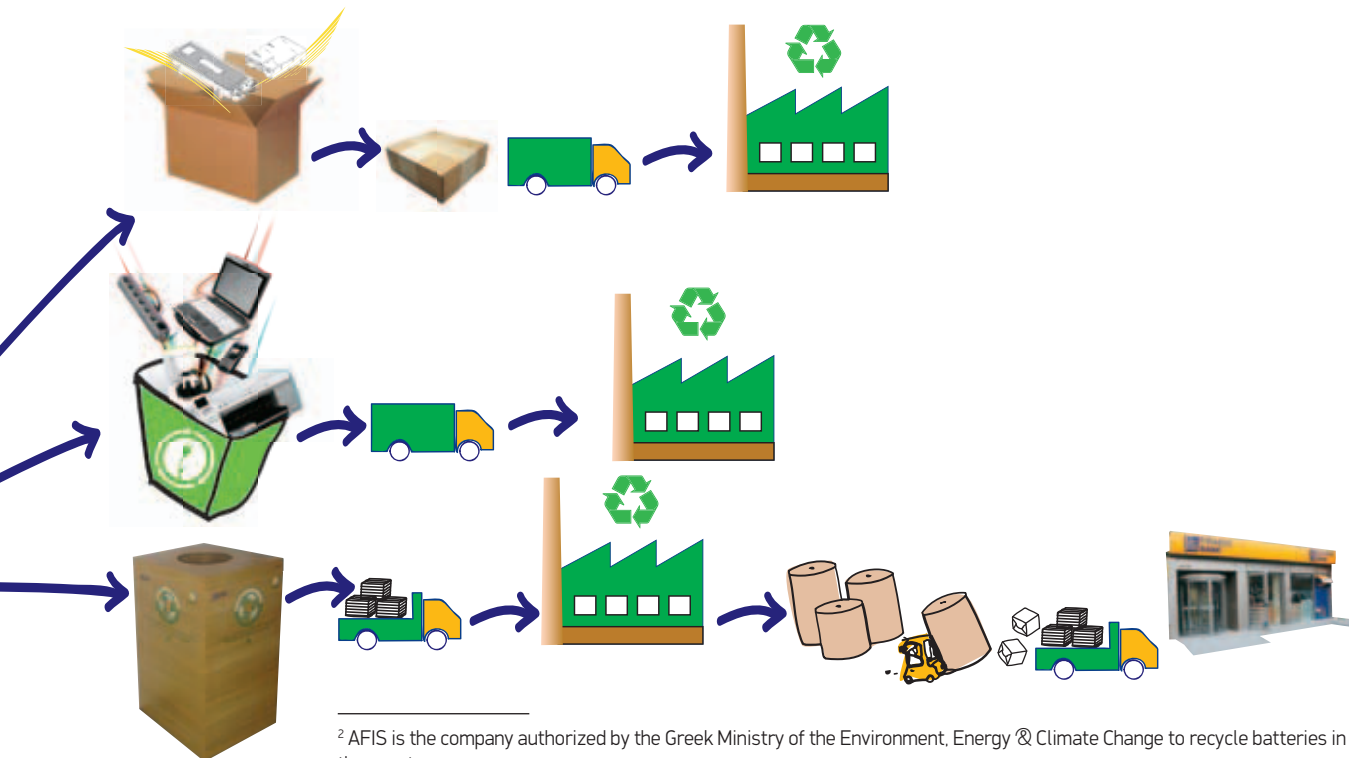 ² AFIS is the company authorized by the Greek Ministry of the Environment, Energy & Climate Change to recycle batteries in